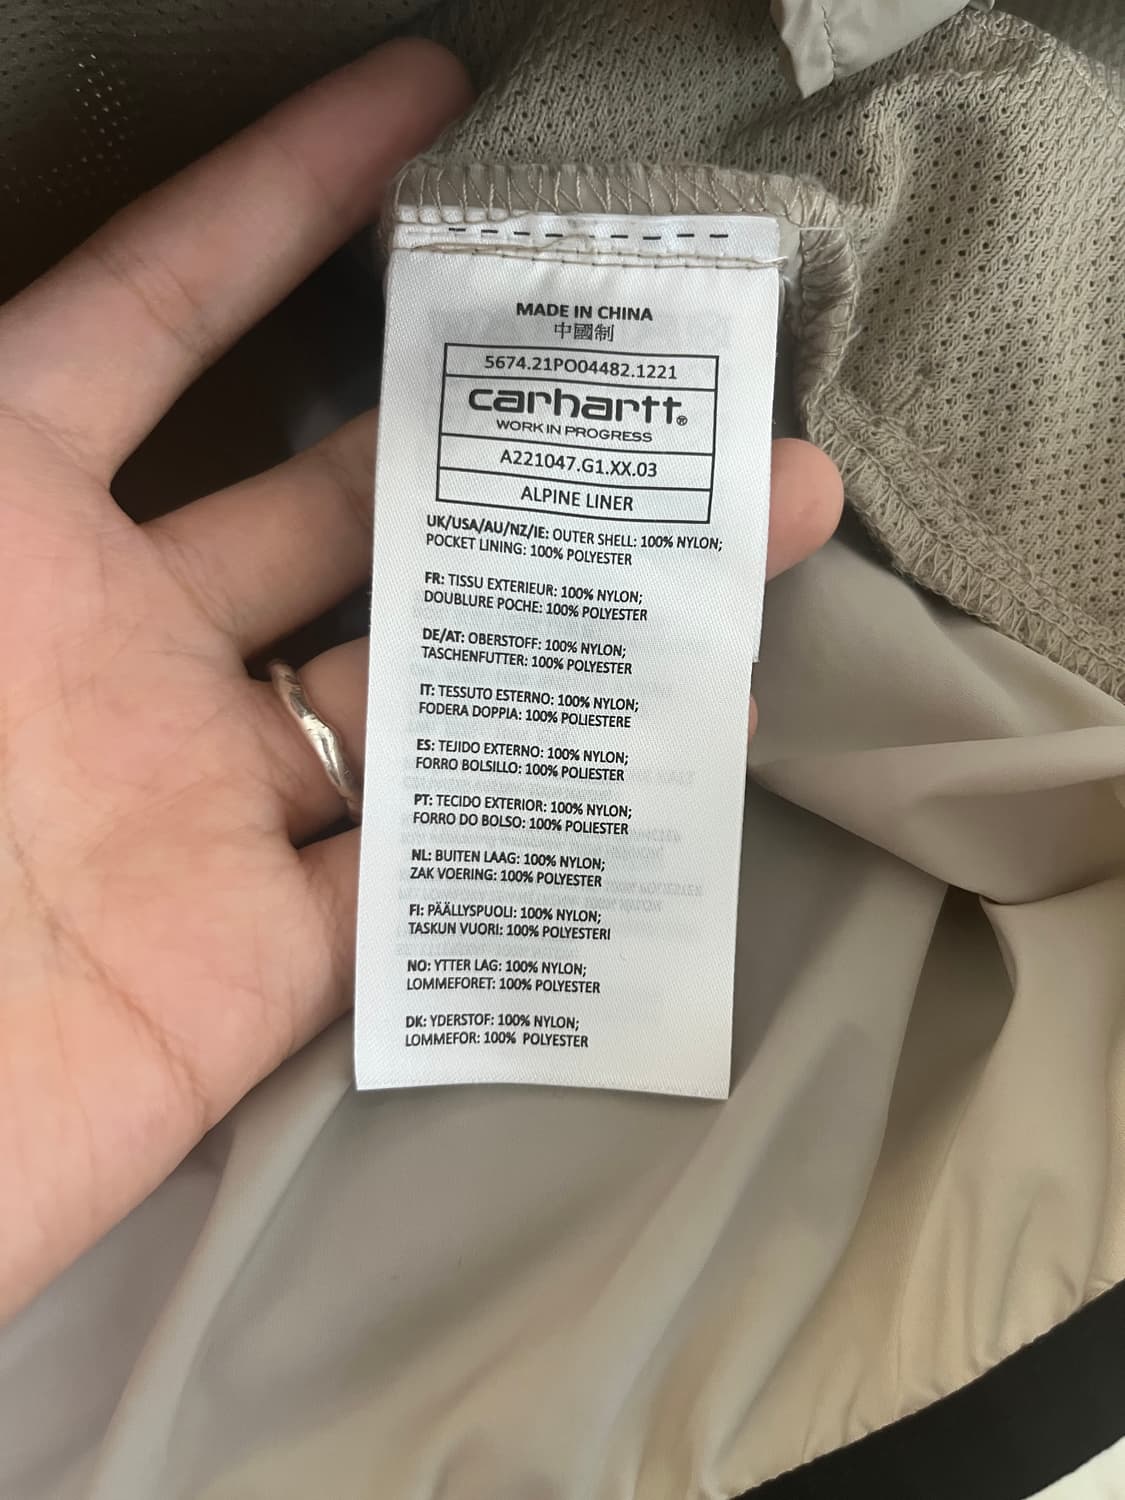 MADE IN CHINA
中國制
5674.21PO04482.1221
carhartt®
WORK IN PROGRESS
A221047.G1.XX.03
ALPINE LINER
UK/USA/AU/NZ/IE: OUTER SHELL: 100% NYLON;
POCKET LINING: 100% POLYESTER
FR: TISSU EXTERIEUR: 100% NYLON;
DOUBLURE POCHE: 100% POLYESTER
DE/AT: OBERSTOFF: 100% NYLON;
TASCHENFUTTER: 100% POLYESTER
IT: TESSUTO ESTERNO: 100% NYLON;
FODERA DOPPIA: 100% POLIESTERE
ES: TEJIDO EXTERNO: 100% NYLON;
FORRO BOLSILLO: 100% POLIESTER
PT: TECIDO EXTERIOR: 100% NYLON;
FORRO DO BOLSO: 100% POLIESTER
NL: BUITEN LAAG: 100% NYLON;
ZAK VOERING: 100% POLYESTER
FI: PÄÄLLYSPUOLI: 100% NYLON;
TASKUN VUORI: 100% POLYESTERI
NO: YTTER LAG: 100% NYLON;
LOMMEFORET: 100% POLYESTER
DK: YDERSTOF: 100% NYLON;
LOMMEFOR: 100% POLYESTER